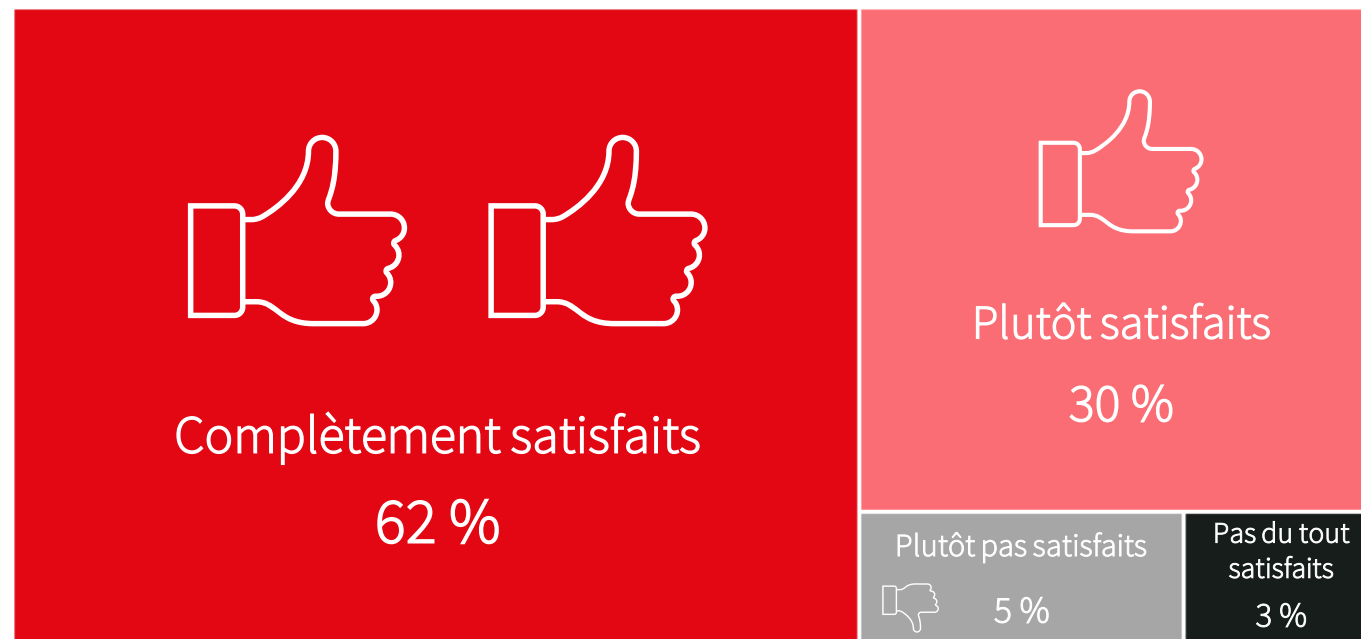 Complètement satisfaits
62 %
Plutôt satisfaits
30 %
Plutôt pas satisfaits
5 %
Pas du tout
satisfaits
3 %